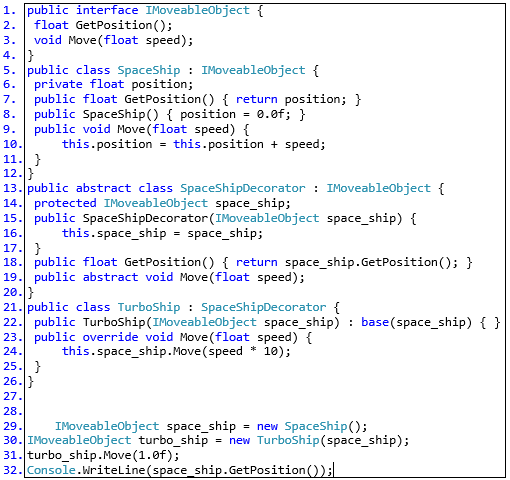 1. public interface IMoveableObject {
2. float GetPosition();
3. void Move(float speed);
4. }
5. public class SpaceShip : IMoveableObject {
6. private float position;
7. public float GetPosition() { return position; }
8. public SpaceShip() { position = 0.0f; }
9. public void Move(float speed) {
10. this.position = this.position + speed;
11. }
12. }
13. public abstract class SpaceShipDecorator : IMoveableObject {
14. protected IMoveableObject space_ship;
15. public SpaceShipDecorator(IMoveableObject space_ship) {
16. this.space_ship = space_ship;
17. }
18. public float GetPosition() { return space_ship.GetPosition(); }
19. public abstract void Move(float speed);
20. }
21. public class TurboShip : SpaceShipDecorator {
22. public TurboShip(IMoveableObject space_ship) : base(space_ship) { }
23. public override void Move(float speed) {
24. this.space_ship.Move(speed * 10);
25. }
26. }
27.
28.
29. IMoveableObject space_ship = new SpaceShip();
30. IMoveableObject turbo_ship = new TurboShip(space_ship);
31. turbo_ship.Move(1.0f);
32. Console.WriteLine(space_ship.GetPosition());